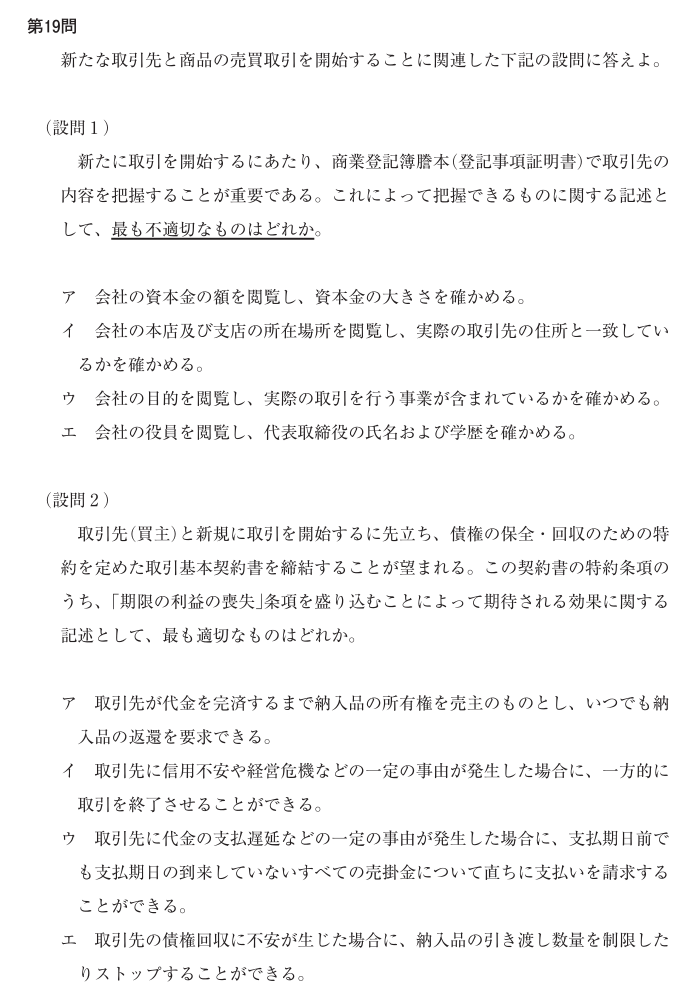 第19問
新たな取引先と商品の売買取引を開始することに関連した下記の設問に答えよ。
（設問１）
新たに取引を開始するにあたり、商業登記簿謄本（登記事項証明書）で取引先の
内容を把握することが重要である。これによって把握できるものに関する記述と
して、最も不適切なものはどれか。
ア　会社の資本金の額を閲覧し、資本金の大きさを確かめる。
イ　会社の本店及び支店の所在場所を閲覧し、実際の取引先の住所と一致してい
るかを確かめる。
ウ　会社の目的を閲覧し、実際の取引を行う事業が含まれているかを確かめる。
エ　会社の役員を閲覧し、代表取締役の氏名および学歴を確かめる。
（設問２）
取引先（買主）と新規に取引を開始するに先立ち、債権の保全・回収のための特
約を定めた取引基本契約書を締結することが望まれる。この契約書の特約条項の
うち、「期限の利益の喪失」条項を盛り込むことによって期待される効果に関する
記述として、最も適切なものはどれか。
ア　取引先が代金を完済するまで納入品の所有権を売主のものとし、いつでも納
入品の返還を要求できる。
イ　取引先に信用不安や経営危機などの一定の事由が発生した場合に、一方的に
取引を終了させることができる。
ウ　取引先に代金の支払遅延などの一定の事由が発生した場合に、支払期日前で
も支払期日の到来していないすべての売掛金について直ちに支払いを請求する
ことができる。
エ　取引先の債権回収に不安が生じた場合に、納入品の引き渡し数量を制限した
りストップすることができる。